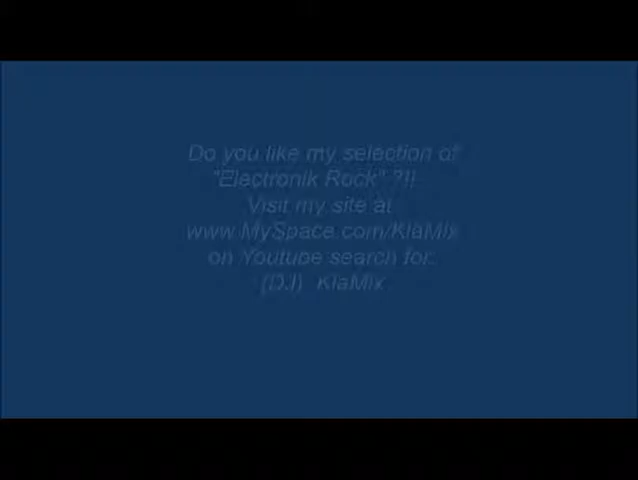 Do you like my selection of
"Electronik Rock" ?!!
Visit my site at
www.MySpace.com/KlaMix
on Youtube search for:
(DJ) KlaMix